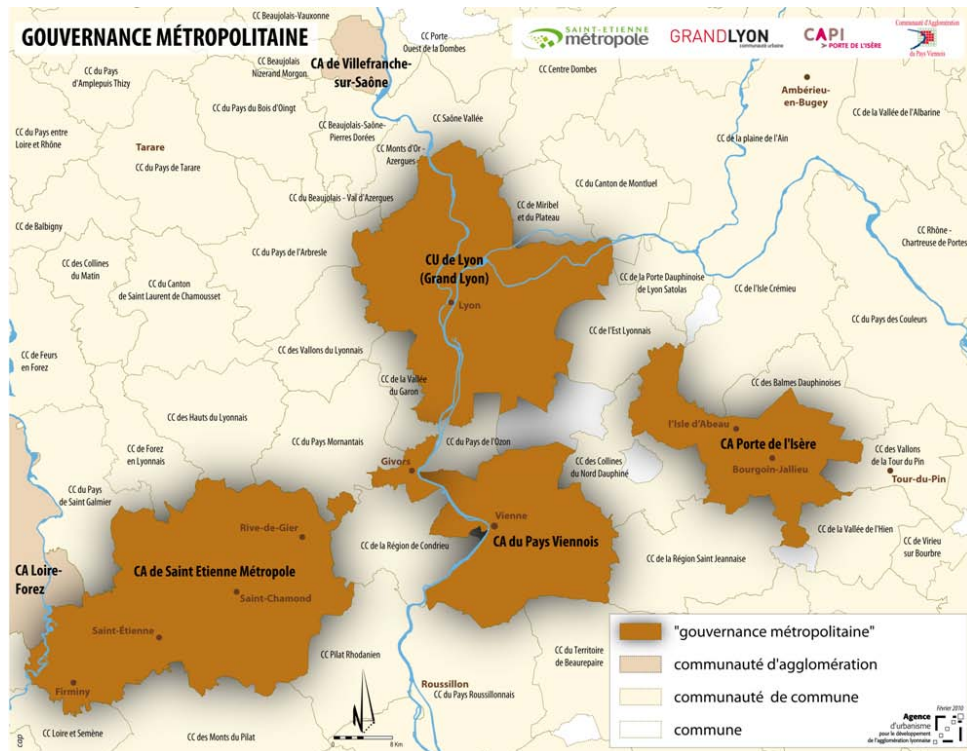 GOUVERNANCE MÉTROPOLITAINE
SAINT-ETIENNE
métropole
GRANDLYON
communauté urbaine
CAPI
PORTE DE L'ISÈRE
Communauté d'Agglomération
du Pays Viennois
CC Beaujolais-Vauxonne
CC Porte
Ouest de la Dombes
CC du Pays
d'Amplepuis Thizy
CC Beaujolais
Nizerand Morgon
CA de Villefranche-
sur-Saône
CC Centre Dombes
Ambérieu-
en-Bugey
CC du Pays du Bois d'Oingt
CC Saône Vallée
CC de la Vallée de l'Albarine
CC du Pays entre
Loire et Rhône
Tarare
CC Beaujolais-Saône-
Pierres Dorées
CC de la plaine de l'Ain
CC du Pays de Tarare
CC Monts d'Or -
Azergues
CC du Canton de Montluel
CC du Beaujolais - Val d'Azergues
CC de Miribel
et du Plateau
CC de Balbigny
CC Rhône -
Chartreuse de Portes
CC des Collines
du Matin
CC du Pays de l'Arbresle
CU de Lyon
(Grand Lyon)
CC du Canton
de Saint Laurent de Chamousset
CC de la Porte Dauphinoise
de Lyon Satolas
CC de l'Isle Crémieu
Lyon
CC du Pays des Couleurs
CC de l'Est Lyonnais
CC de Feurs
en Forez
CC des Vallons du Lyonnais
CC de la Vallée
du Garon
CC des Balmes Dauphinoises
CC des Hauts du Lyonnais
l'Isle d'Abeau
CC de Forez
en Lyonnais
CC du Pays Mornantais
CC du Pays de l'Ozon
CA Porte de l'Isère
CC des Vallons
de la Tour du Pin
Givors
CC des Collines
du Nord Dauphiné
Bourgoin-Jallieu
Tour-du-Pin
CC du Pays
de Saint Galmier
Rive-de-Gier
Vienne
CC de la Vallée de l'Hien
CC de Virieu
sur Bourbre
CA du Pays Viennois
CC de la Région de Condrieu
CC de la Région Saint Jeannaise
CA Loire-
Forez
CA de Saint Etienne Métropole
Saint-Chamond
Saint-Étienne
Firminy
CC Pilat Rhodanien
CC du Territoire
de Beaurepaire
Roussillon
CC du Pays Roussillonnais
CC Loire et Semène
CC des Monts du Pilat
cap
0 8 Km
"gouvernance métropolitaine"
communauté d'agglomération
communauté de commune
commune
Février 2010
Agence
d'urbanisme
pour le développement
de l'agglomération lyonnaise